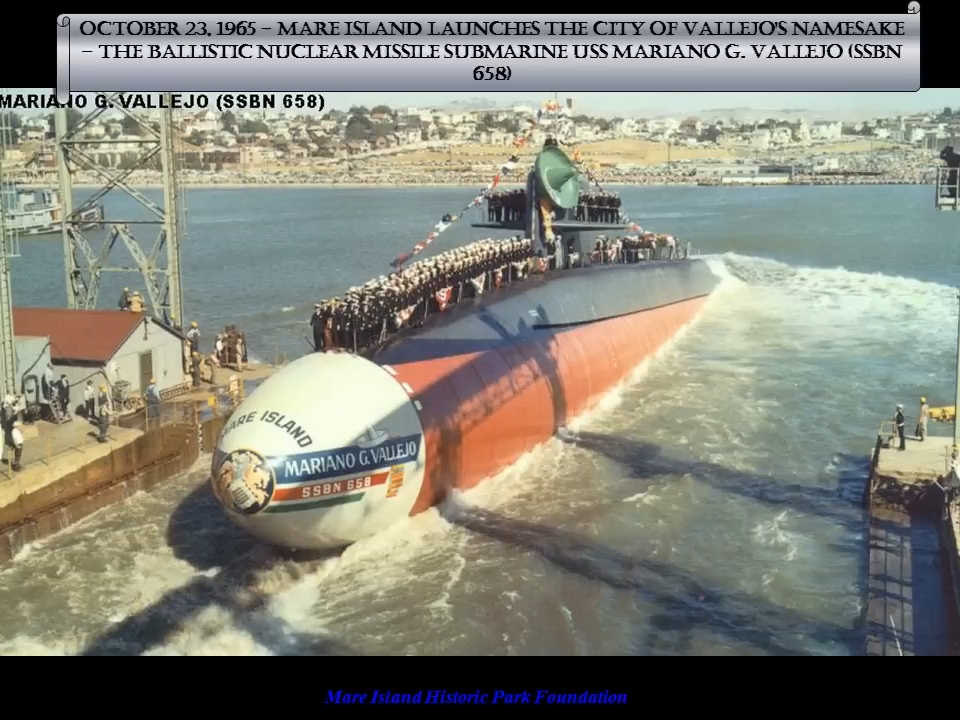 OCTOBER 23, 1965 – MARE ISLAND LAUNCHES THE CITY OF VALLEJO'S NAMESAKE
– THE BALLISTIC NUCLEAR MISSILE SUBMARINE USS MARIANO G. VALLEJO (SSBN
658)
MARIANO G. VALLEJO (SSBN 658)
MARE ISLAND
MARIANO G. VALLEJO
SSBN 658
Mare Island Historic Park Foundation